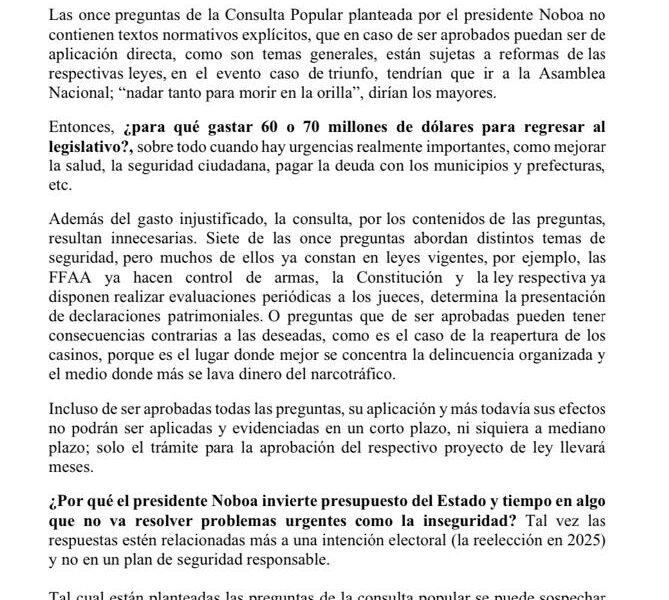 Las once preguntas de la Consulta Popular planteada por el presidente Noboa no
contienen textos normativos explícitos, que en caso de ser aprobados puedan ser de
aplicación directa, como son temas generales, están sujetas a reformas de las
respectivas leyes, en el evento caso de triunfo, tendrían que ir a la Asamblea
Nacional; “nadar tanto para morir en la orilla”, dirían los mayores.
Entonces, ¿para qué gastar 60 o 70 millones de dólares para regresar al
legislativo?, sobre todo cuando hay urgencias realmente importantes, como mejorar
la salud, la seguridad ciudadana, pagar la deuda con los municipios y prefecturas,
etc.
Además del gasto injustificado, la consulta, por los contenidos de las preguntas,
resultan innecesarias. Siete de las once preguntas abordan distintos temas de
seguridad, pero muchos de ellos ya constan en leyes vigentes, por ejemplo, las
FFAA ya hacen control de armas, la Constitución y la ley respectiva ya
disponen realizar evaluaciones periódicas a los jueces, determina la presentación
de declaraciones patrimoniales. O preguntas que de ser aprobadas pueden tener
consecuencias contrarias a las deseadas, como es el caso de la reapertura de los
casinos, porque es el lugar donde mejor se concentra la delincuencia organizada y
el medio donde más se lava dinero del narcotráfico.
Incluso de ser aprobadas todas las preguntas, su aplicación y más todavía sus efectos
no podrán ser aplicadas y evidenciadas en un corto plazo, ni siquiera a mediano
plazo; solo el trámite para la aprobación del respectivo proyecto de ley llevará
meses.
¿Por qué el presidente Noboa invierte presupuesto del Estado y tiempo en algo
que no va resolver problemas urgentes como la inseguridad? Tal vez las
respuestas estén relacionadas más a una intención electoral (la reelección en 2025)
y no en un plan de seguridad responsable.
Tal cual están planteadas las preguntas de la consulta popular se puede sospechar